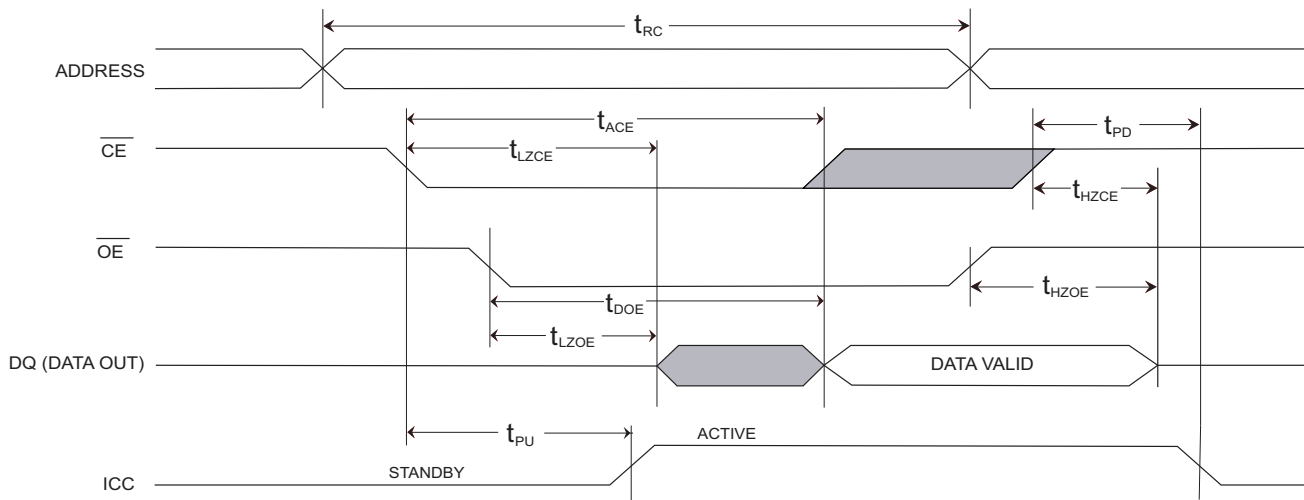 tRC
ADDRESS
tACE
tPD
CE
tLZCE
tHZCE
OE
tHZOE
tDOE
tLZOE
DQ (DATA OUT)
DATA VALID
tPU
ACTIVE
STANDBY
ICC